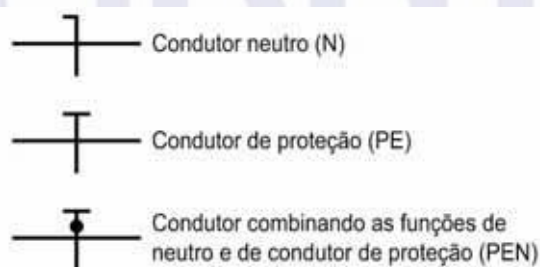 Condutor neutro (N)
Condutor de proteção (PE)
Condutor combinando as funções de
neutro e de condutor de proteção (PEN)